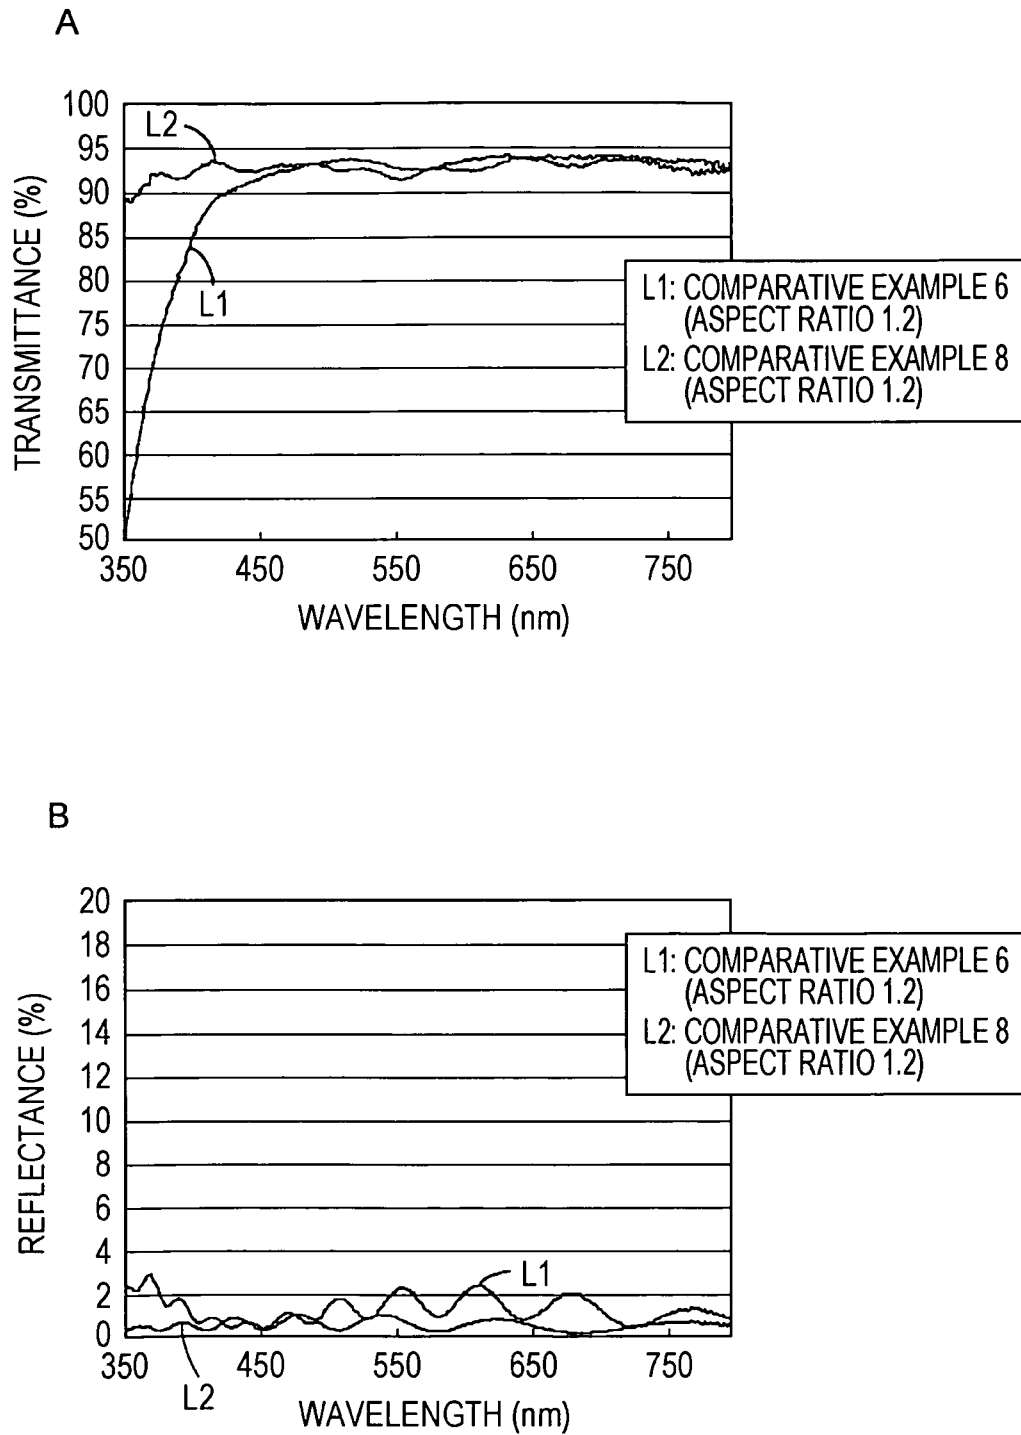 A
100
95
90
85
80
75
70
65
60
55
50
TRANSMITTANCE (%)
L2
L1
L1: COMPARATIVE EXAMPLE 6
(ASPECT RATIO 1.2)
L2: COMPARATIVE EXAMPLE 8
(ASPECT RATIO 1.2)
350 450 550 650 750
WAVELENGTH (nm)
B
20
18
16
14
12
10
8
6
4
2
0
REFLECTANCE (%)
L1: COMPARATIVE EXAMPLE 6
(ASPECT RATIO 1.2)
L2: COMPARATIVE EXAMPLE 8
(ASPECT RATIO 1.2)
L1
350 450 550 650 750
L2
WAVELENGTH (nm)